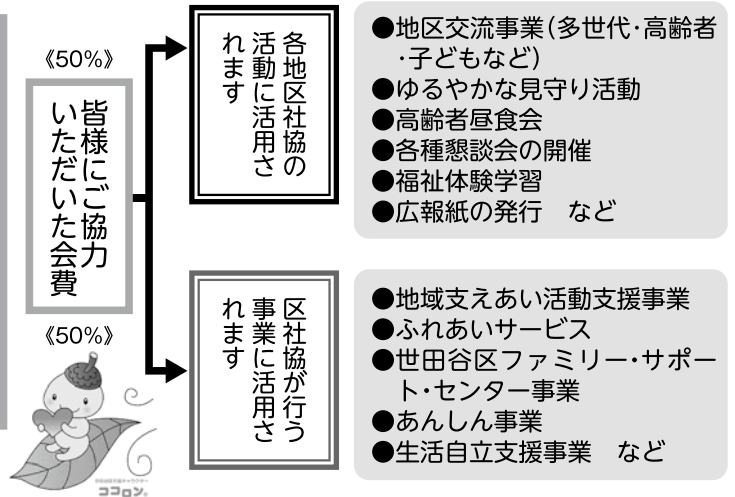 《50%》
皆様にご協力
いただいた会費
《50%》
各地区社協の
活動に活用さ
れます
●地区交流事業(多世代・高齢者
・子どもなど)
●ゆるやかな見守り活動
●高齢者昼食会
●各種懇談会の開催
●福祉体験学習
●広報紙の発行　など
区社協が行う
事業に活用さ
れます
●地域支えあい活動支援事業
●ふれあいサービス
●世田谷区ファミリー・サポー
ト・センター事業
●あんしん事業
●生活自立支援事業　など
ココロン®